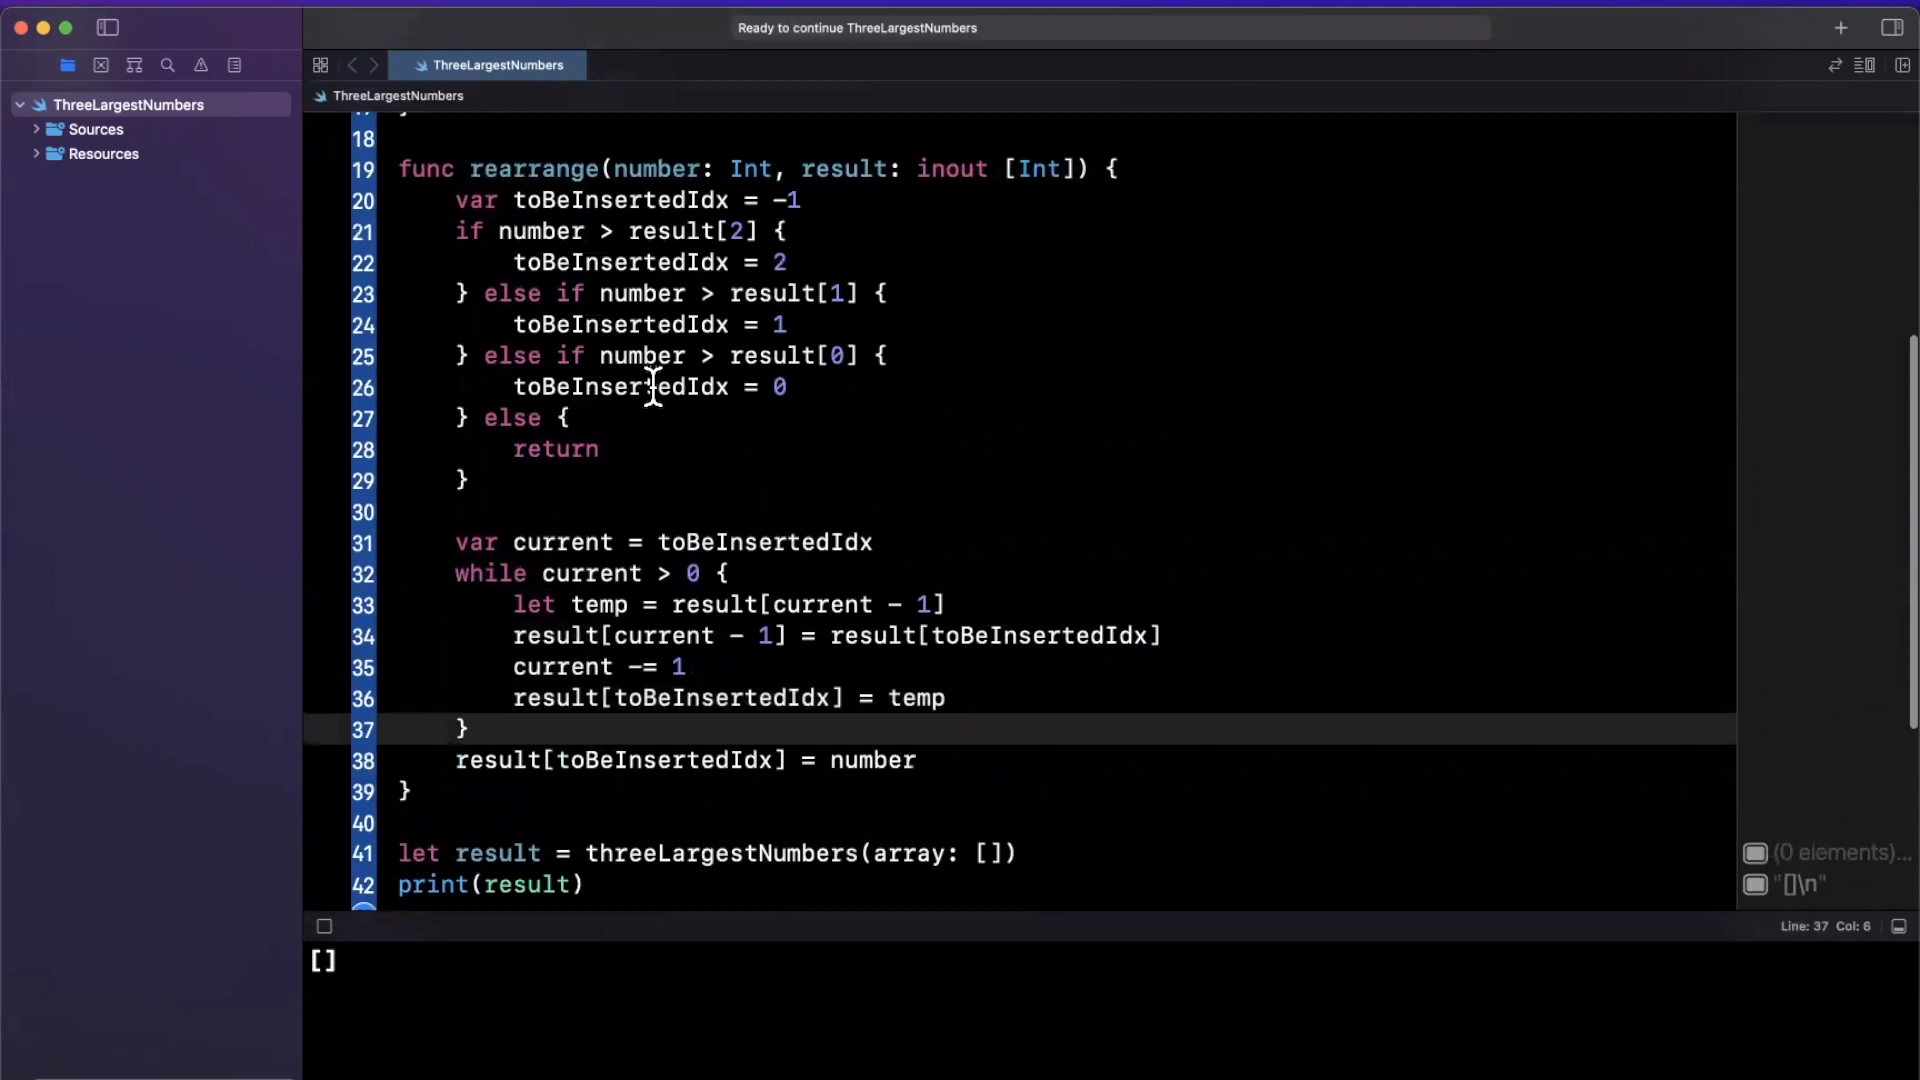 Ready to continue ThreeLargestNumbers
ThreeLargestNumbers
ThreeLargestNumbers
Sources
Resources
ThreeLargestNumbers
18
19 func rearrange(number: Int, result: inout [Int]) {
20 var toBeInsertedIdx = -1
21 if number > result[2] {
22 toBeInsertedIdx = 2
23 } else if number > result[1] {
24 toBeInsertedIdx = 1
25 } else if number > result[0] {
26 toBeInsertedIdx = 0
27 } else {
28 return
29 }
30
31 var current = toBeInsertedIdx
32 while current > 0 {
33 let temp = result[current - 1]
34 result[current - 1] = result[toBeInsertedIdx]
35 current -= 1
36 result[toBeInsertedIdx] = temp
37 }
38 result[toBeInsertedIdx] = number
39 }
40
41 let result = threeLargestNumbers(array: [])
(0 elements)...
42 print(result)
"[]\n"
Line: 37 Col: 6
[]